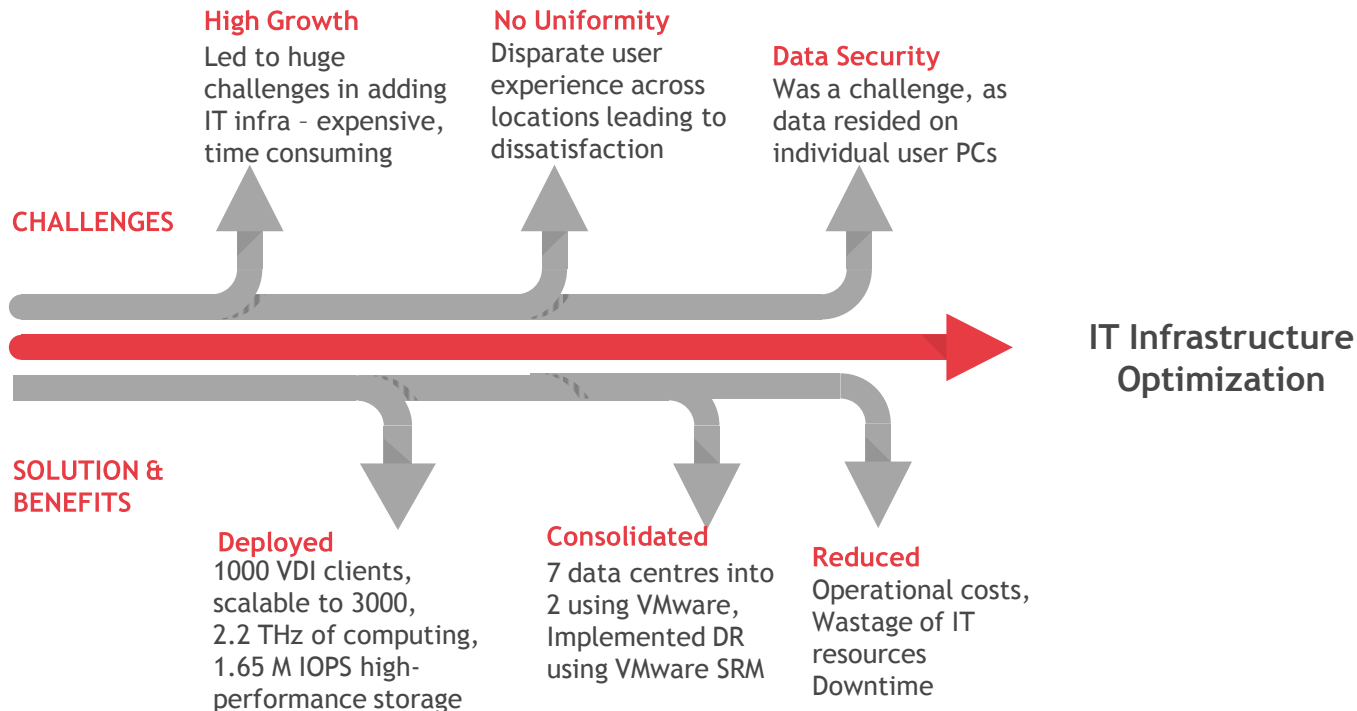 High Growth
Led to huge
challenges in adding
IT infra – expensive,
time consuming
No Uniformity
Disparate user
experience across
locations leading to
dissatisfaction
Data Security
Was a challenge, as
data resided on
individual user PCs
CHALLENGES
IT Infrastructure
Optimization
SOLUTION &
BENEFITS
Deployed
1000 VDI clients,
scalable to 3000,
2.2 THz of computing,
1.65 M IOPS high-
performance storage
Consolidated
7 data centres into
2 using VMware,
Implemented DR
using VMware SRM
Reduced
Operational costs,
Wastage of IT
resources
Downtime